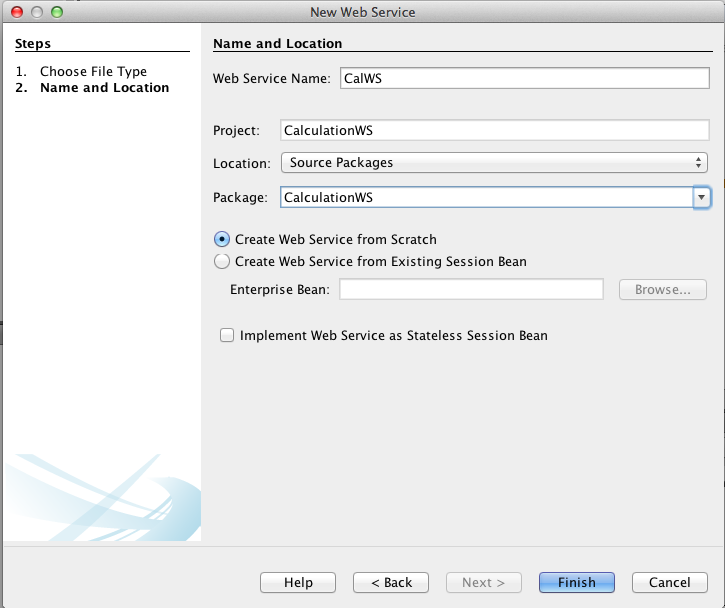 New Web Service
Steps
1. Choose File Type
2. Name and Location
Name and Location
Web Service Name: CalWS
Project: CalculationWS
Location: Source Packages
Package: CalculationWS
Create Web Service from Scratch
Create Web Service from Existing Session Bean
Enterprise Bean: Browse...
Implement Web Service as Stateless Session Bean
Help < Back Next > Finish Cancel